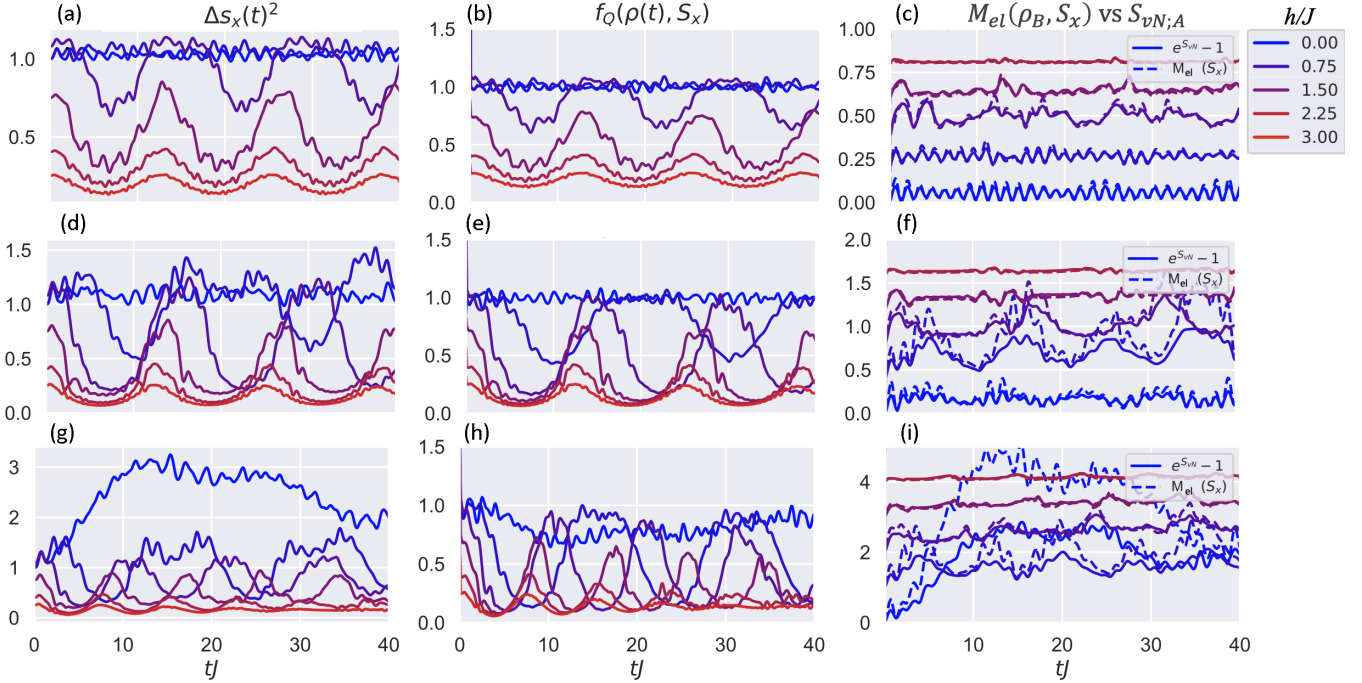 Δs_x(t)²
f_Q(ρ(t), S_x)
M_el(ρ_B, S_x) vs S_vN;A
h/J
(a)
(b)
(c)
1.0
0.5
1.5
1.0
0.5
0.0
1.00
0.75
0.50
0.25
0.00
e^{S_vN} − 1
M_el (S_x)
0.00
0.75
1.50
2.25
3.00
(d)
(e)
(f)
1.5
1.0
0.5
0.0
1.5
1.0
0.5
0.0
2.0
1.5
1.0
0.5
0.0
e^{S_vN} − 1
M_el (S_x)
(g)
(h)
(i)
3
2
1
0
1.5
1.0
0.5
0.0
4
2
0
e^{S_vN} − 1
M_el (S_x)
0 10 20 30 40
0 10 20 30 40
0 10 20 30 40
tJ
tJ
tJ